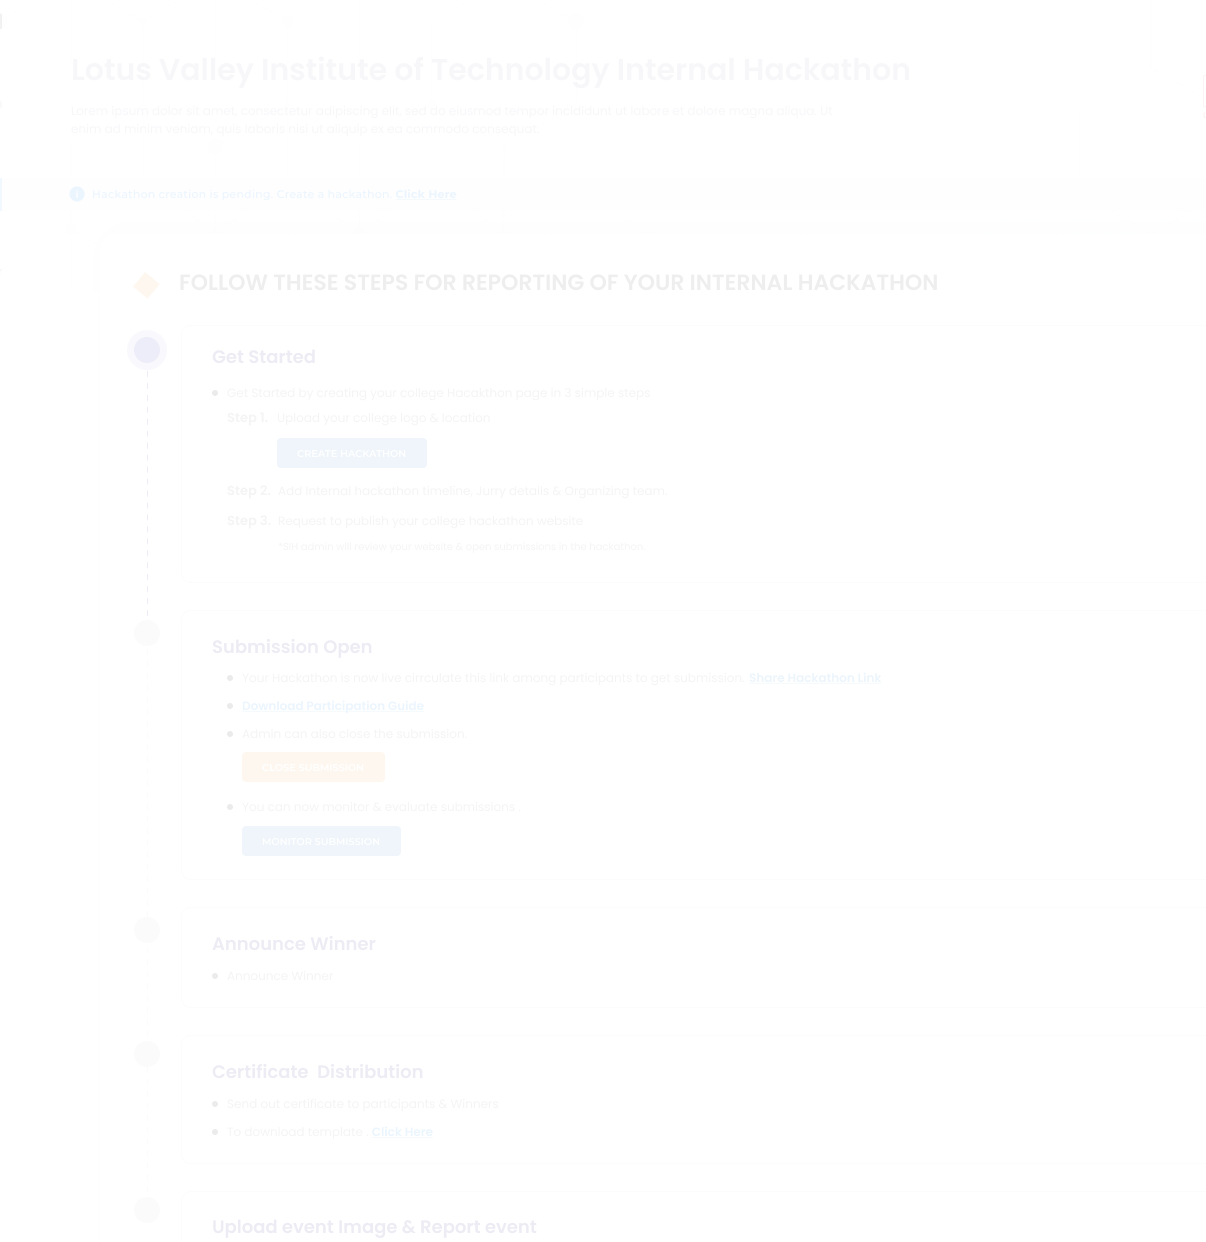 Lotus Valley Institute of Technology Internal Hackathon
Lorem ipsum dolor sit amet, consectetur adipiscing elit, sed do eiusmod tempor incididunt ut labore et dolore magna aliqua. Ut
enim ad minim veniam, quis laboris nisi ut aliquip ex ea commodo consequat.
Hackathon creation is pending. Create a hackathon. Click Here
FOLLOW THESE STEPS FOR REPORTING OF YOUR INTERNAL HACKATHON
Get Started
Get Started by creating your college Hacakthon page in 3 simple steps.
Step 1. Upload your college logo & location
CREATE HACKATHON
Step 2. Add internal hackathon timeline, Jurry details & Organizing team
Step 3. Request to publish your college hackathon website
*SIH admin will review your website & open submissions in the hackathon.
Submission Open
Your Hackathon is now live circulate this link among participants to get submission. Share Hackathon Link
Download Participation Guide
Admin can also close the submission
CLOSE SUBMISSION
You can now monitor & evaluate submissions
MONITOR SUBMISSION
Announce Winner
Announce Winner
Certificate Distribution
Send out certificate to participants & Winners
To download template . Click Here
Upload event Image & Report event